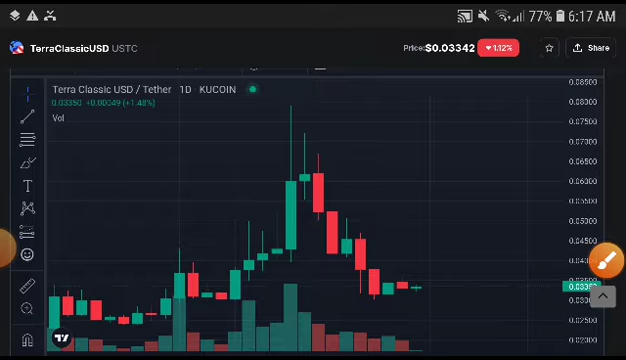 77% 6:17 AM
TerraClassicUSD USTC
Price: $0.03342 ▼1.12%
Share
Terra Classic USD / Tether 1D · KUCOIN
0.03350 +0.00049 (+1.48%)
Vol
0.08500
0.08000
0.07500
0.07000
0.06500
0.06000
0.05500
0.05000
0.04500
0.03000
0.02500
0.02000
T